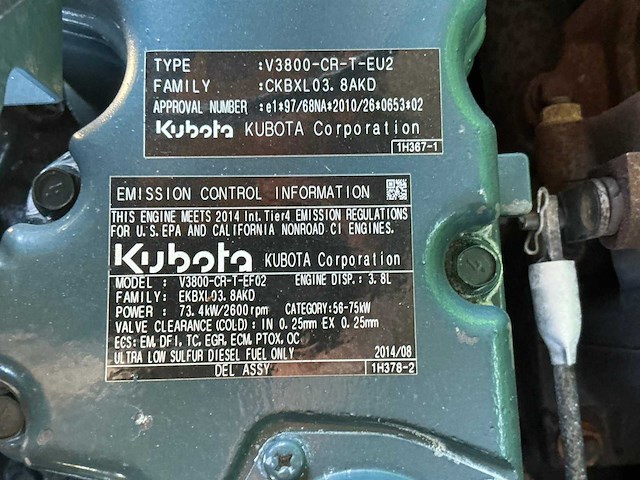 TYPE :V3800-CR-T-EU2
FAMILY :CKBXL03.8AKD
APPROVAL NUMBER :e1*97/68NA*2010/26*0653*02
Kubota KUBOTA Corporation
1H367-1
EMISSION CONTROL INFORMATION
THIS ENGINE MEETS 2014 Int. Tier4 EMISSION REGULATIONS
FOR U.S. EPA AND CALIFORNIA NONROAD CI ENGINES.
Kubota KUBOTA Corporation
MODEL : V3800-CR-T-EF02 ENGINE DISP.: 3.8L
FAMILY: EKBXL03.8AKD
POWER : 73.4kW/2600rpm CATEGORY:56-75kW
VALVE CLEARANCE (COLD): IN 0.25mm EX 0.25mm
ECS: EM, DFI, TC, EGR, ECM, PTOX, OC
ULTRA LOW SULFUR DIESEL FUEL ONLY 2014/08
DEL ASSY 1H378-2